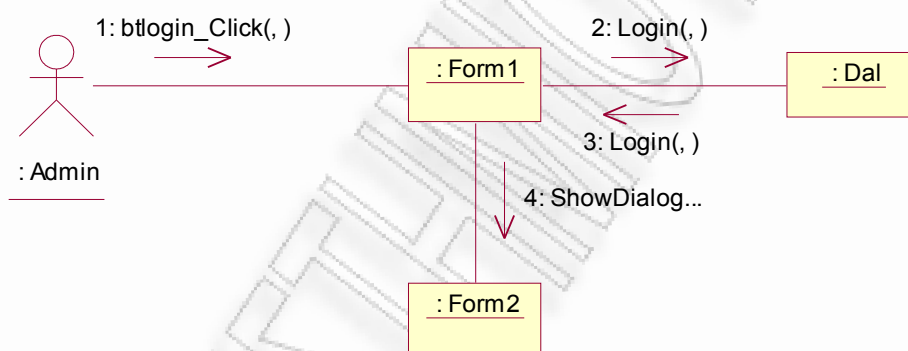 1: btlogin_Click(, )
2: Login(, )
: Form1
: Dal
3: Login(, )
: Admin
4: ShowDialog...
: Form2